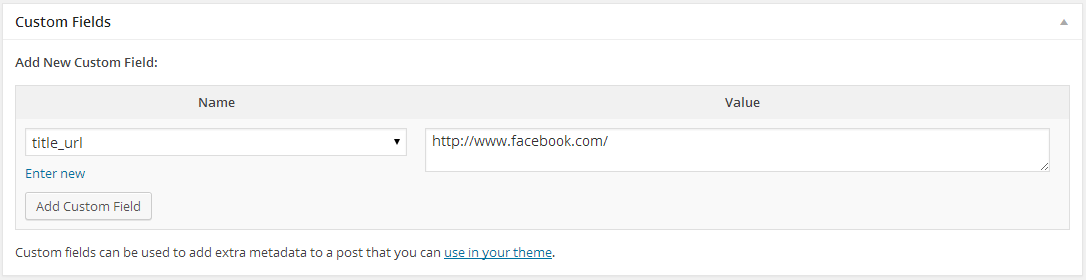 Custom Fields
Add New Custom Field:
Name Value
title_url http://www.facebook.com/
Enter new
Add Custom Field
Custom fields can be used to add extra metadata to a post that you can use in your theme.